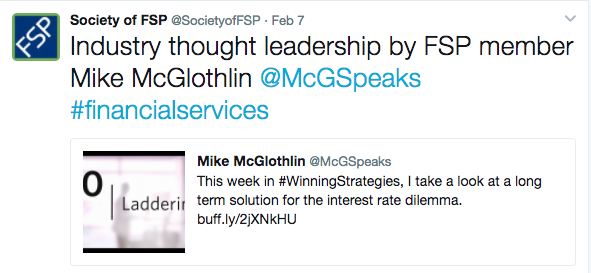 FSP
Society of FSP @SocietyofFSP · Feb 7
Industry thought leadership by FSP member
Mike McGlothlin @McGSpeaks
#financialservices
Mike McGlothlin @McGSpeaks
This week in #WinningStrategies, I take a look at a long
term solution for the interest rate dilemma.
buff.ly/2jXNkHU
0